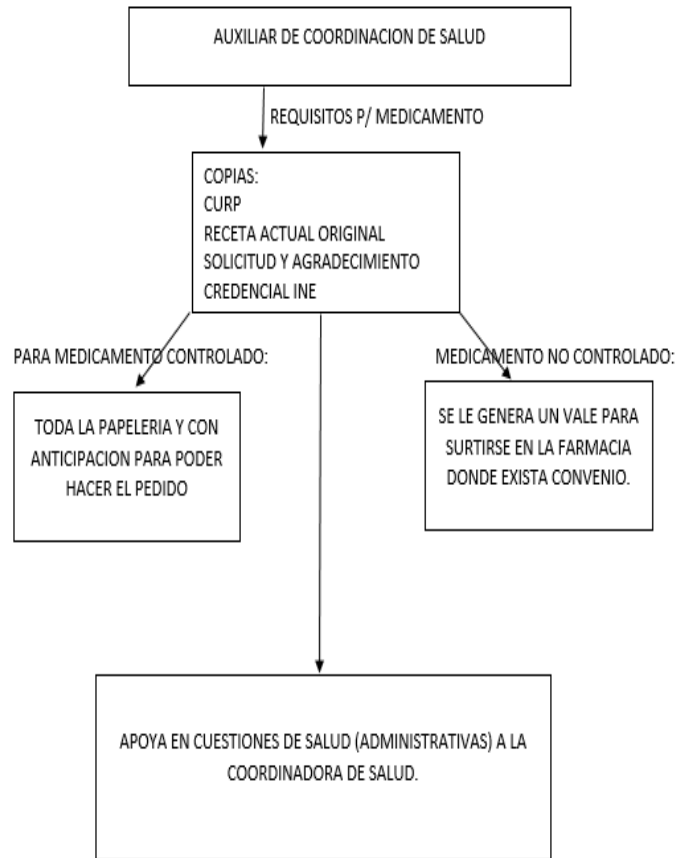 AUXILIAR DE COORDINACION DE SALUD
REQUISITOS P/ MEDICAMENTO
COPIAS:
CURP
RECETA ACTUAL ORIGINAL
SOLICITUD Y AGRADECIMIENTO
CREDENCIAL INE
PARA MEDICAMENTO CONTROLADO:
TODA LA PAPELERIA Y CON
ANTICIPACION PARA PODER
HACER EL PEDIDO
MEDICAMENTO NO CONTROLADO:
SE LE GENERA UN VALE PARA
SURTIRSE EN LA FARMACIA
DONDE EXISTA CONVENIO.
APOYA EN CUESTIONES DE SALUD (ADMINISTRATIVAS) A LA
COORDINADORA DE SALUD.